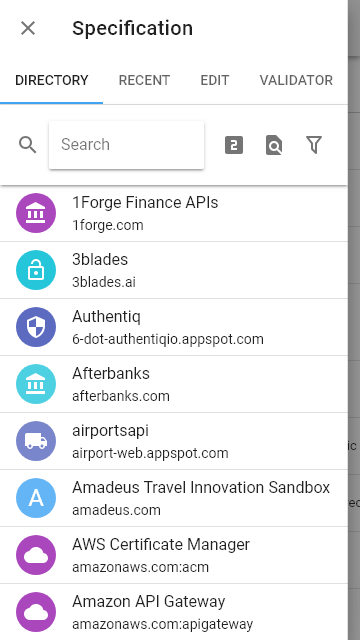 Specification
DIRECTORY
RECENT
EDIT
VALIDATOR
Search
2
1Forge Finance APIs
1forge.com
3blades
3blades.ai
Authentiq
6-dot-authentiqio.appspot.com
Afterbanks
afterbanks.com
airportsapi
airport-web.appspot.com
ic
A
Amadeus Travel Innovation Sandbox
amadeus.com
AWS Certificate Manager
amazonaws.com:acm
Amazon API Gateway
amazonaws.com:apigateway